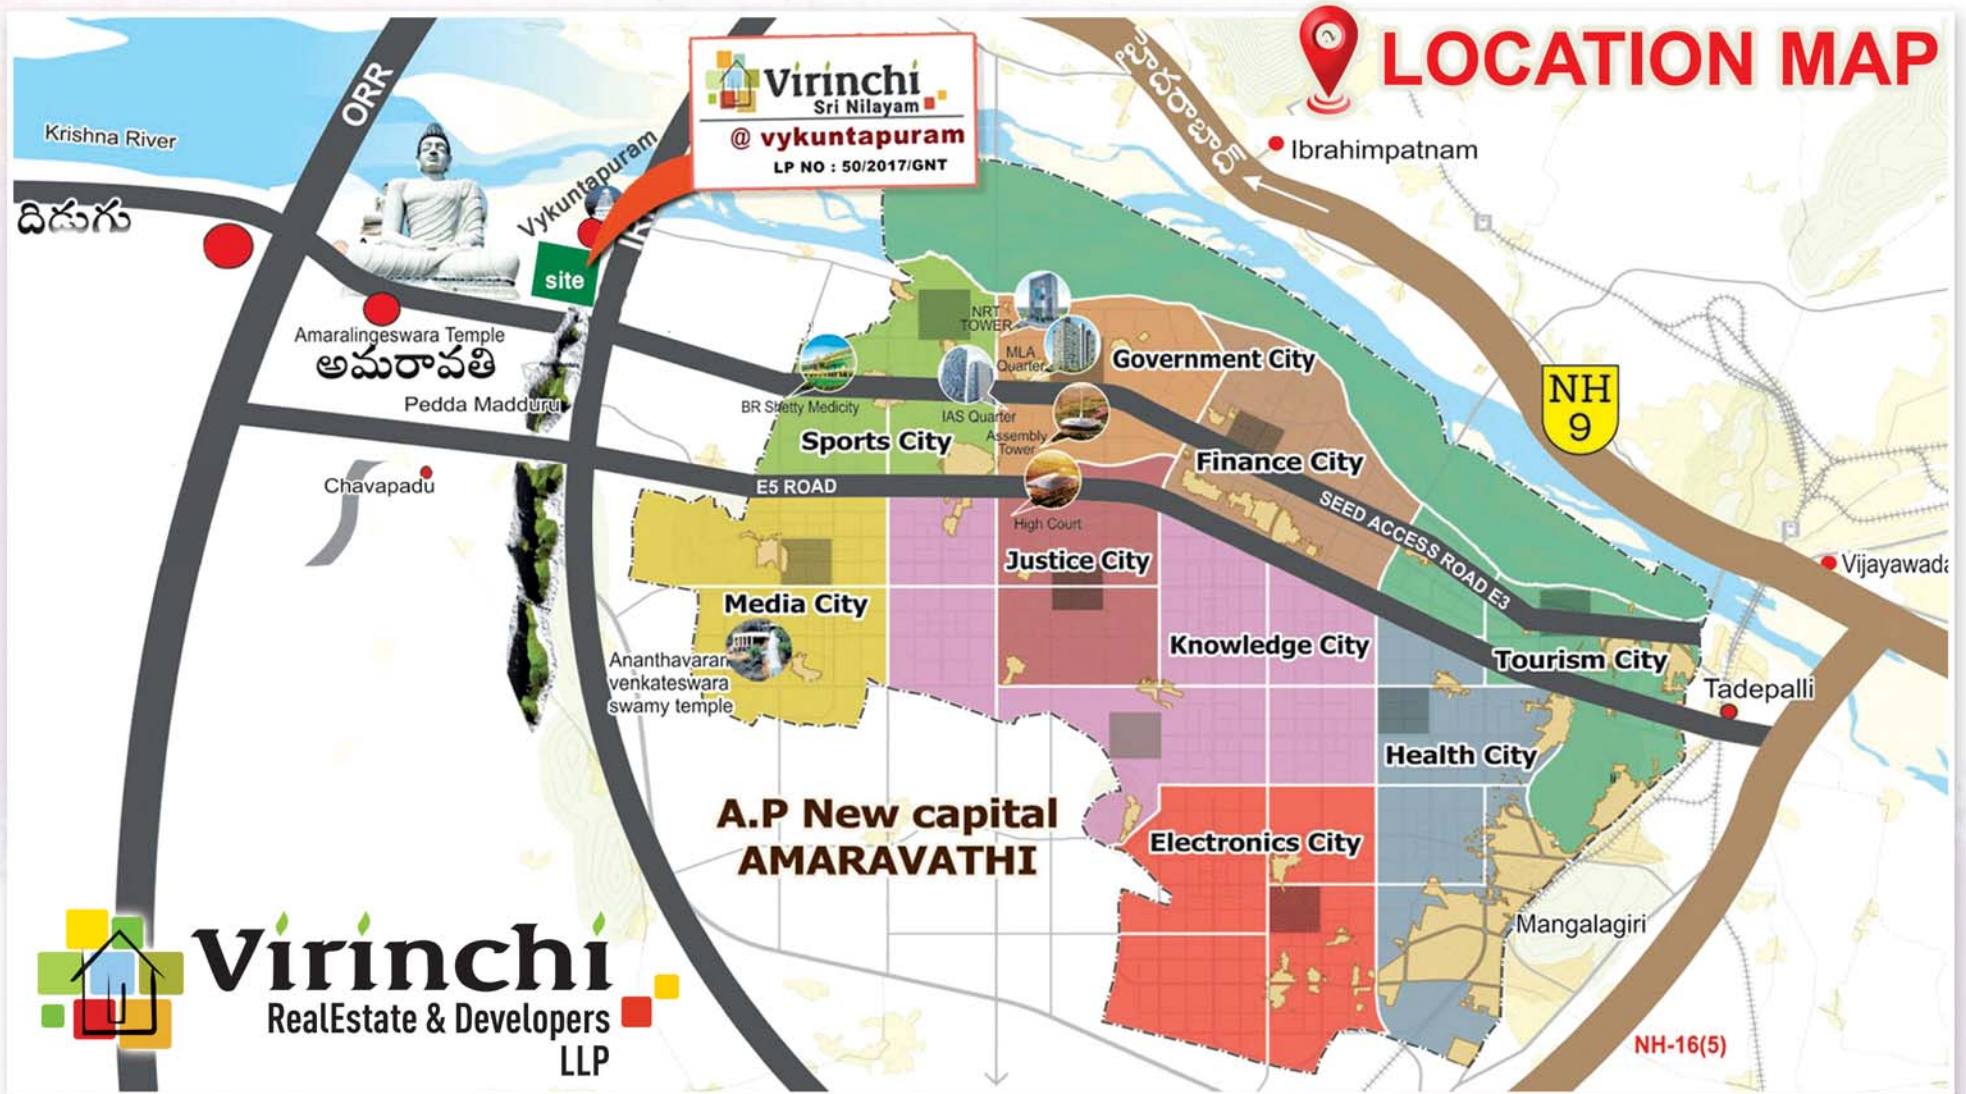 LOCATION MAP
Virinchi
Sri Nilayam
@ vykuntapuram
LP NO : 50/2017/GNT
ORR
Krishna River
Vykuntapuram
హైదరాబాద్
Ibrahimpatnam
దిడుగు
site
Amaralingeswara Temple
అమరావతి
Pedda Madduru
Chavapadu
NRT
TOWER
MLA
Quarter
Government City
NH
9
BR Shetty Medicity
IAS Quarter
Sports City
Assembly
Tower
Finance City
E5 ROAD
SEED ACCESS ROAD E3
High Court
Justice City
Vijayawada
Media City
Knowledge City
Ananthavaram
venkateswara
swamy temple
Tourism City
Tadepalli
Health City
A.P New capital
AMARAVATHI
Electronics City
Mangalagiri
NH-16(5)
Virinchi
RealEstate & Developers
LLP